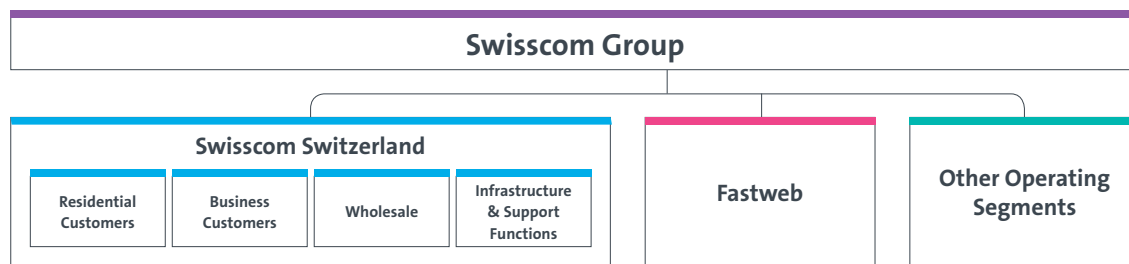 Swisscom Group
Swisscom Switzerland
Residential
Customers
Business
Customers
Wholesale
Infrastructure
& Support
Functions
Fastweb
Other Operating
Segments